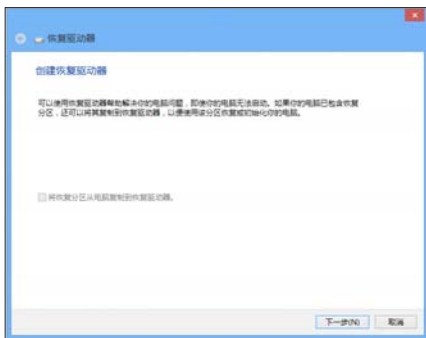 恢复驱动器
创建恢复驱动器
可以使用恢复驱动器帮助解决你的电脑问题，即使你的电脑无法启动。如果你的电脑已包含恢复
分区，还可以将其复制到恢复驱动器，以便使用该分区恢复或初始化你的电脑。
将恢复分区从电脑复制到恢复驱动器。
下一步(N)
取消